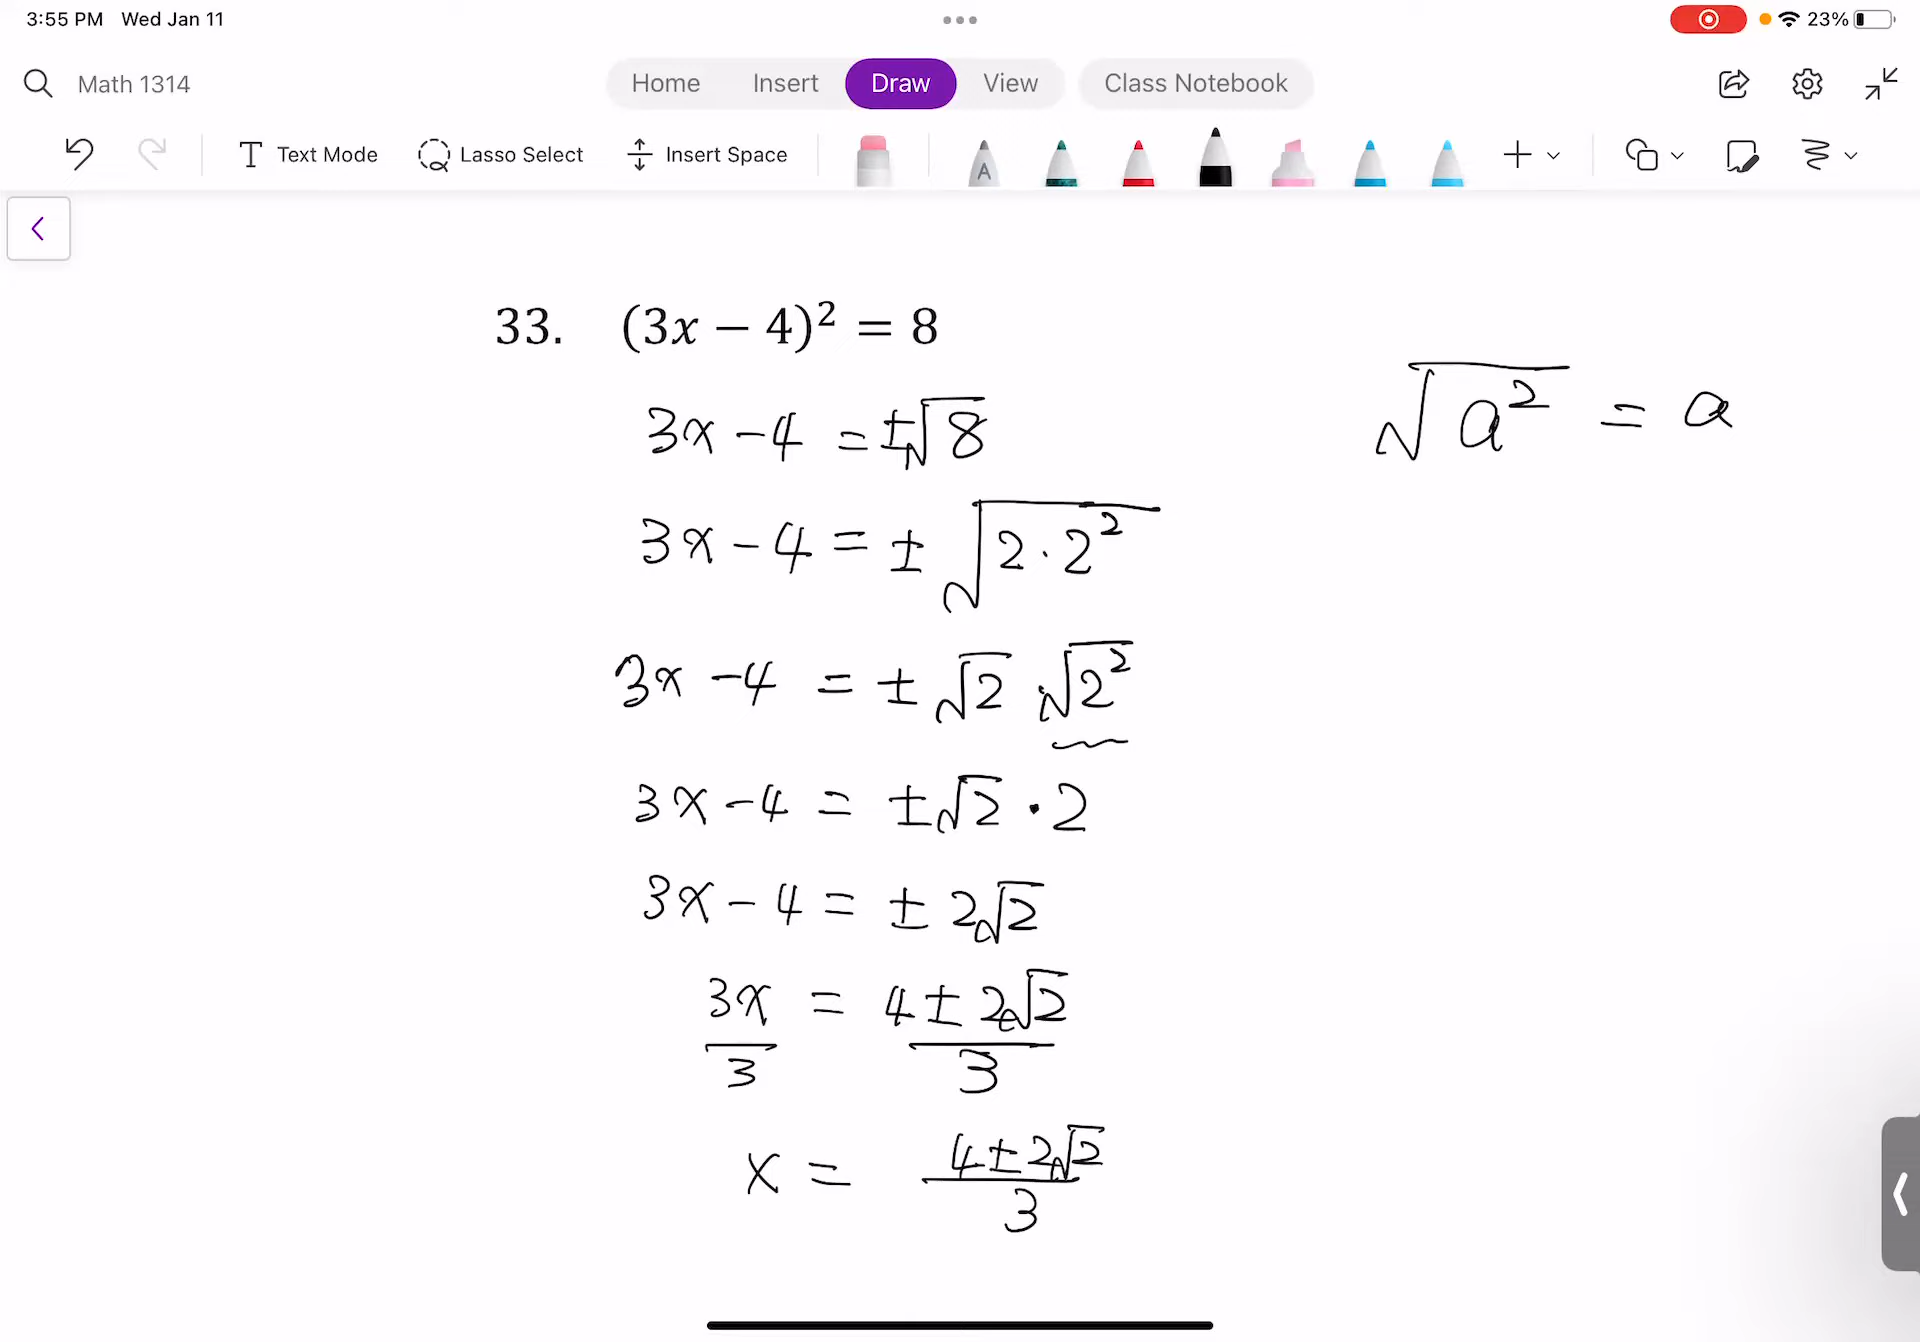 3:55 PM Wed Jan 11
23%
Math 1314
Home Insert Draw View Class Notebook
Text Mode Lasso Select Insert Space
A
33. (3x − 4)² = 8
√a² = a
3x − 4 = ±√8
3x − 4 = ± √(2 · 2²)
3x − 4 = ± √2 √2²
3x − 4 = ±√2 · 2
3x − 4 = ± 2√2
3x/3 = (4 ± 2√2)/3
x = (4 ± 2√2)/3